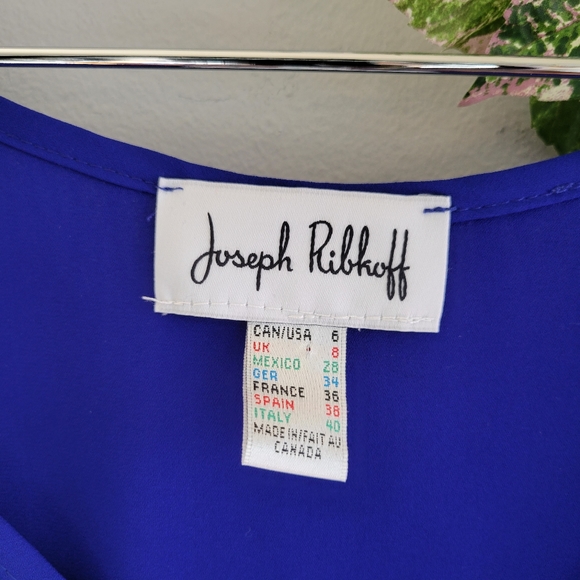 Joseph Ribkoff
CAN/USA 6
UK 8
MEXICO 28
GER 34
FRANCE 36
SPAIN 38
ITALY 40
MADE IN/FAIT AU
CANADA